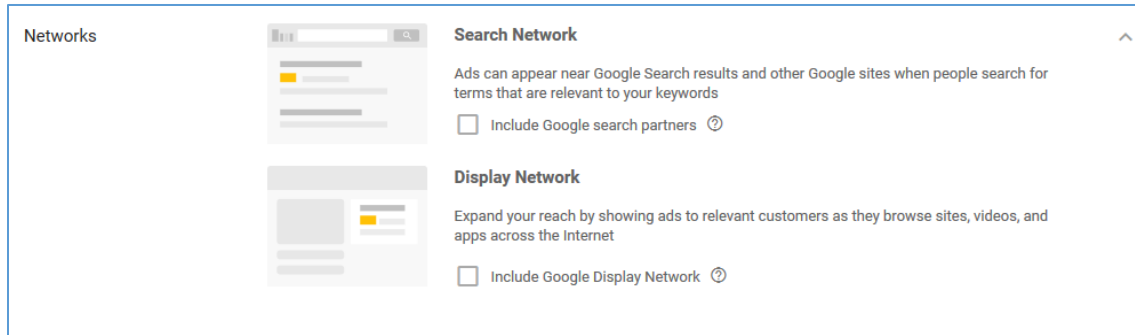 Networks
Search Network
Ads can appear near Google Search results and other Google sites when people search for
terms that are relevant to your keywords
Include Google search partners
Display Network
Expand your reach by showing ads to relevant customers as they browse sites, videos, and
apps across the Internet
Include Google Display Network